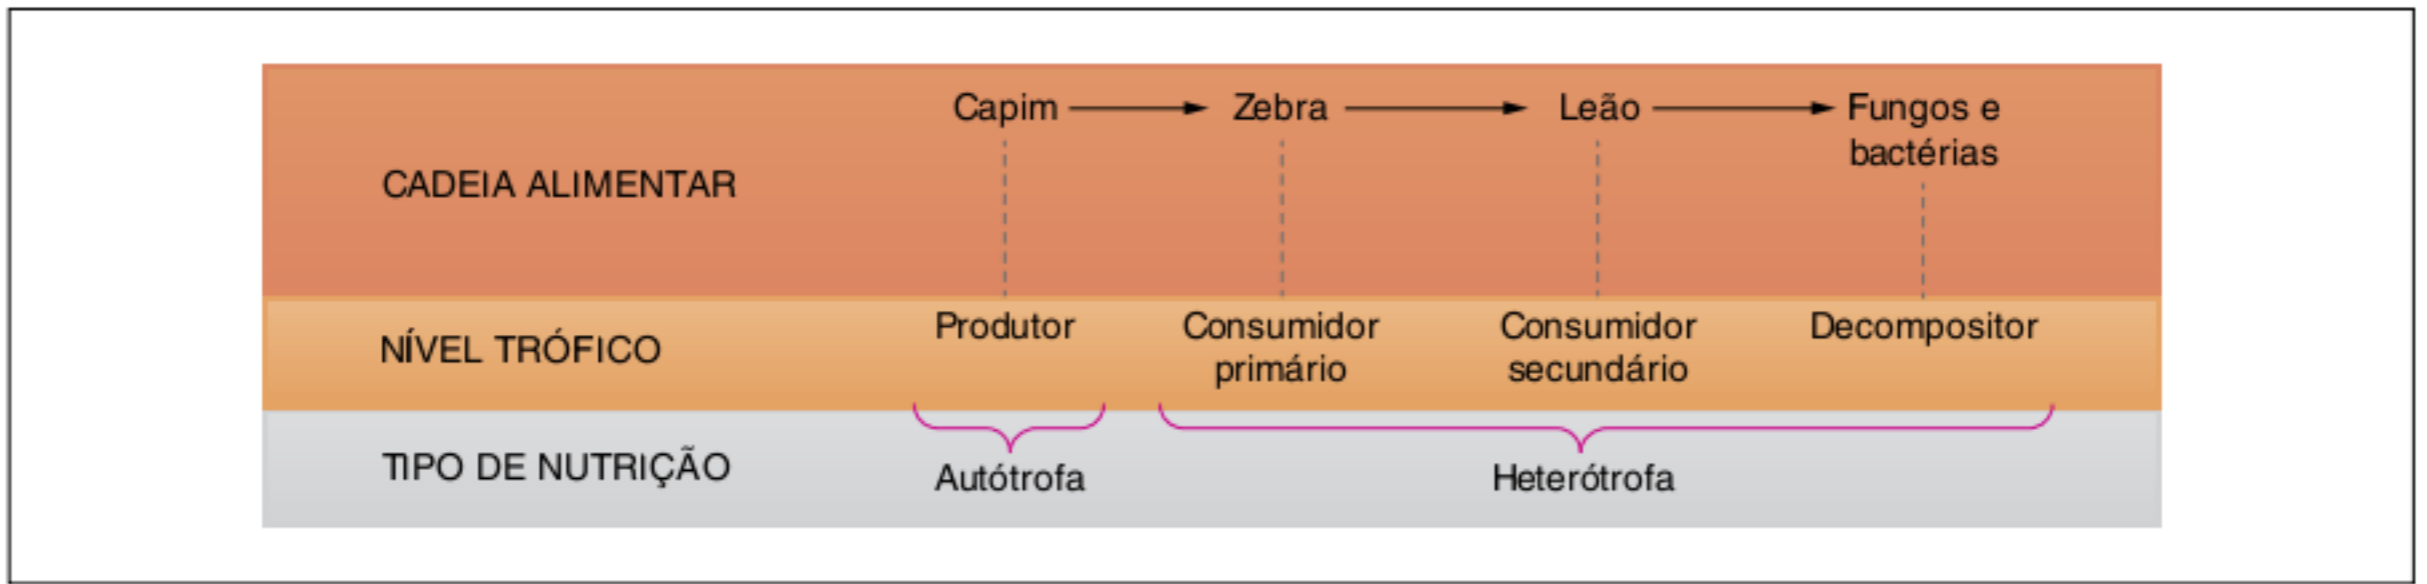 Capim Zebra Leão Fungos e
bactérias
CADEIA ALIMENTAR
Produtor Consumidor Consumidor Decompositor
primário secundário
NÍVEL TRÓFICO
TIPO DE NUTRIÇÃO
Autótrofa Heterótrofa